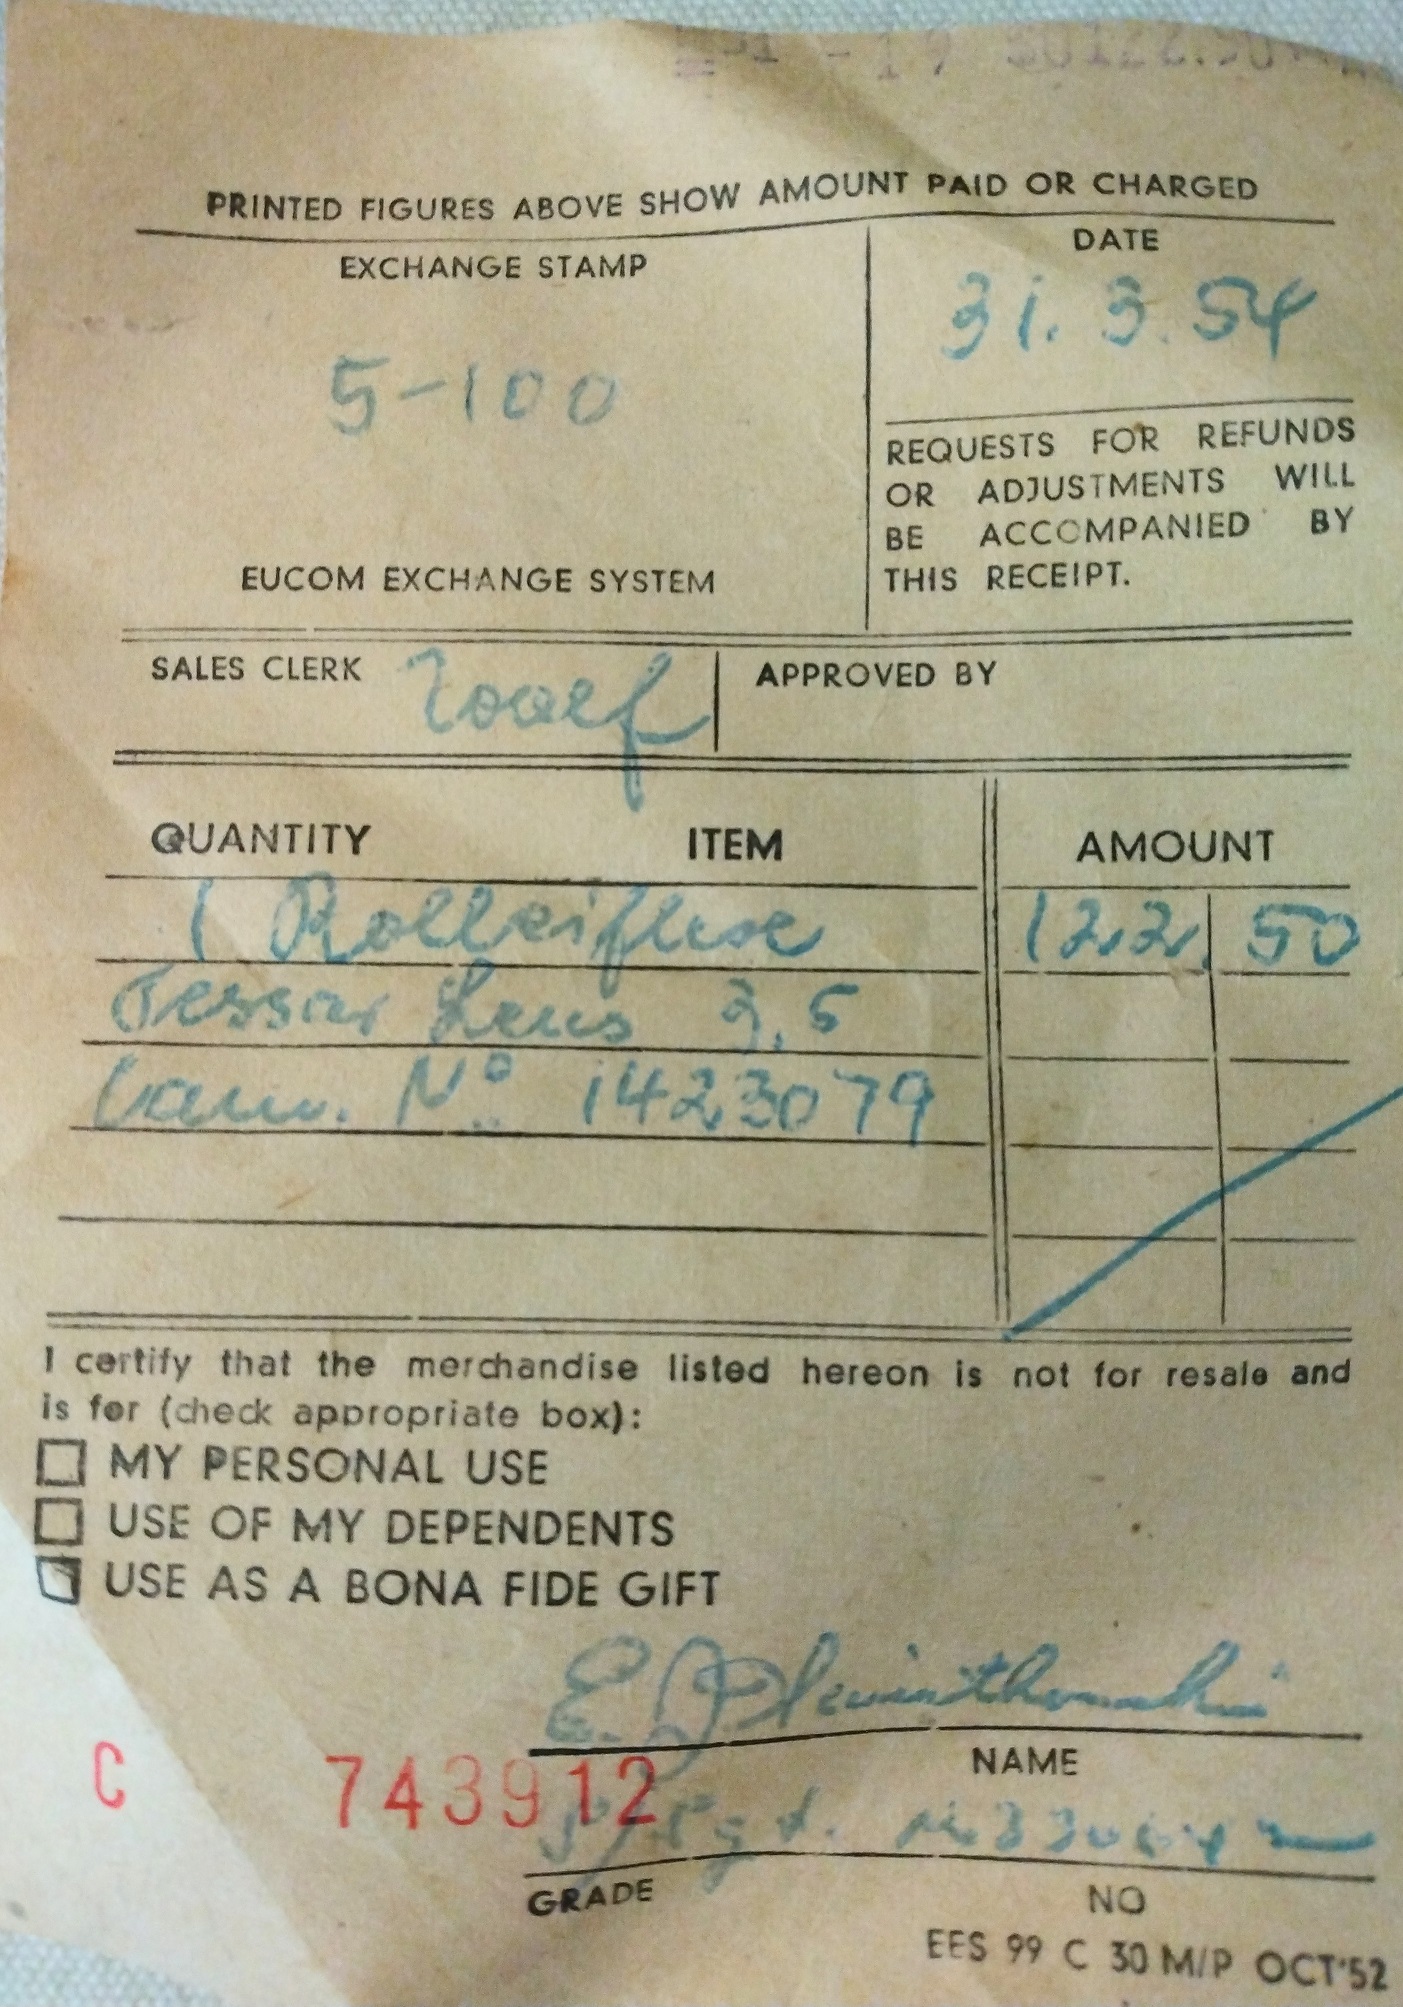 PRINTED FIGURES ABOVE SHOW AMOUNT PAID OR CHARGED
EXCHANGE STAMP
5-100
EUCOM EXCHANGE SYSTEM
DATE
31. 3. 54
REQUESTS FOR REFUNDS
OR ADJUSTMENTS WILL
BE ACCOMPANIED BY
THIS RECEIPT.
SALES CLERK
APPROVED BY
QUANTITY ITEM AMOUNT
1 Rolleiflex 122. 50
Tessar Lens 3,5
Cam. No 1423079
I certify that the merchandise listed hereon is not for resale and
is for (check appropriate box):
MY PERSONAL USE
USE OF MY DEPENDENTS
USE AS A BONA FIDE GIFT
E.
NAME
C 743912
S/Sgt.
GRADE NO
EES 99 C 30 M/P OCT'52